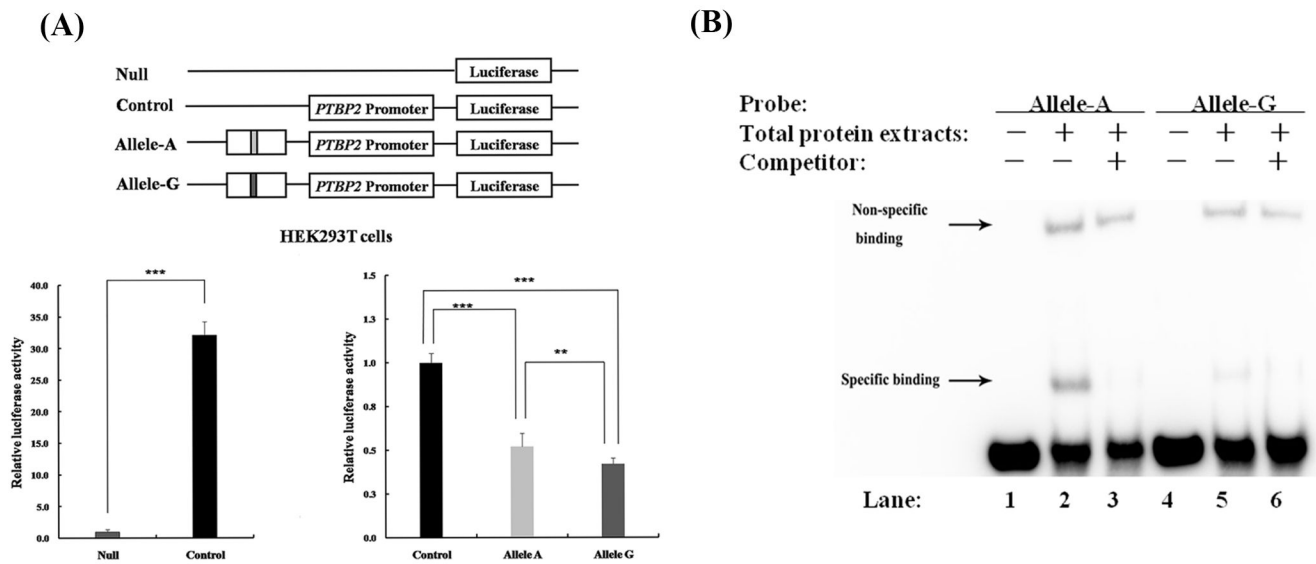 (A)
Null
Luciferase
Control
PTBP2 Promoter
Luciferase
Allele-A
PTBP2 Promoter
Luciferase
Allele-G
PTBP2 Promoter
Luciferase
HEK293T cells
Relative luciferase activity
40.0
35.0
30.0
25.0
20.0
15.0
10.0
5.0
0.0
***
Null
Control
Relative luciferase activity
1.5
1.3
1.0
0.8
0.5
0.3
0.0
***
***
**
Control
Allele A
Allele G
(B)
Probe: Allele-A Allele-G
Total protein extracts: − + + − + +
Competitor: − − + − − +
Non-specific
binding
Specific binding
Lane: 1 2 3 4 5 6